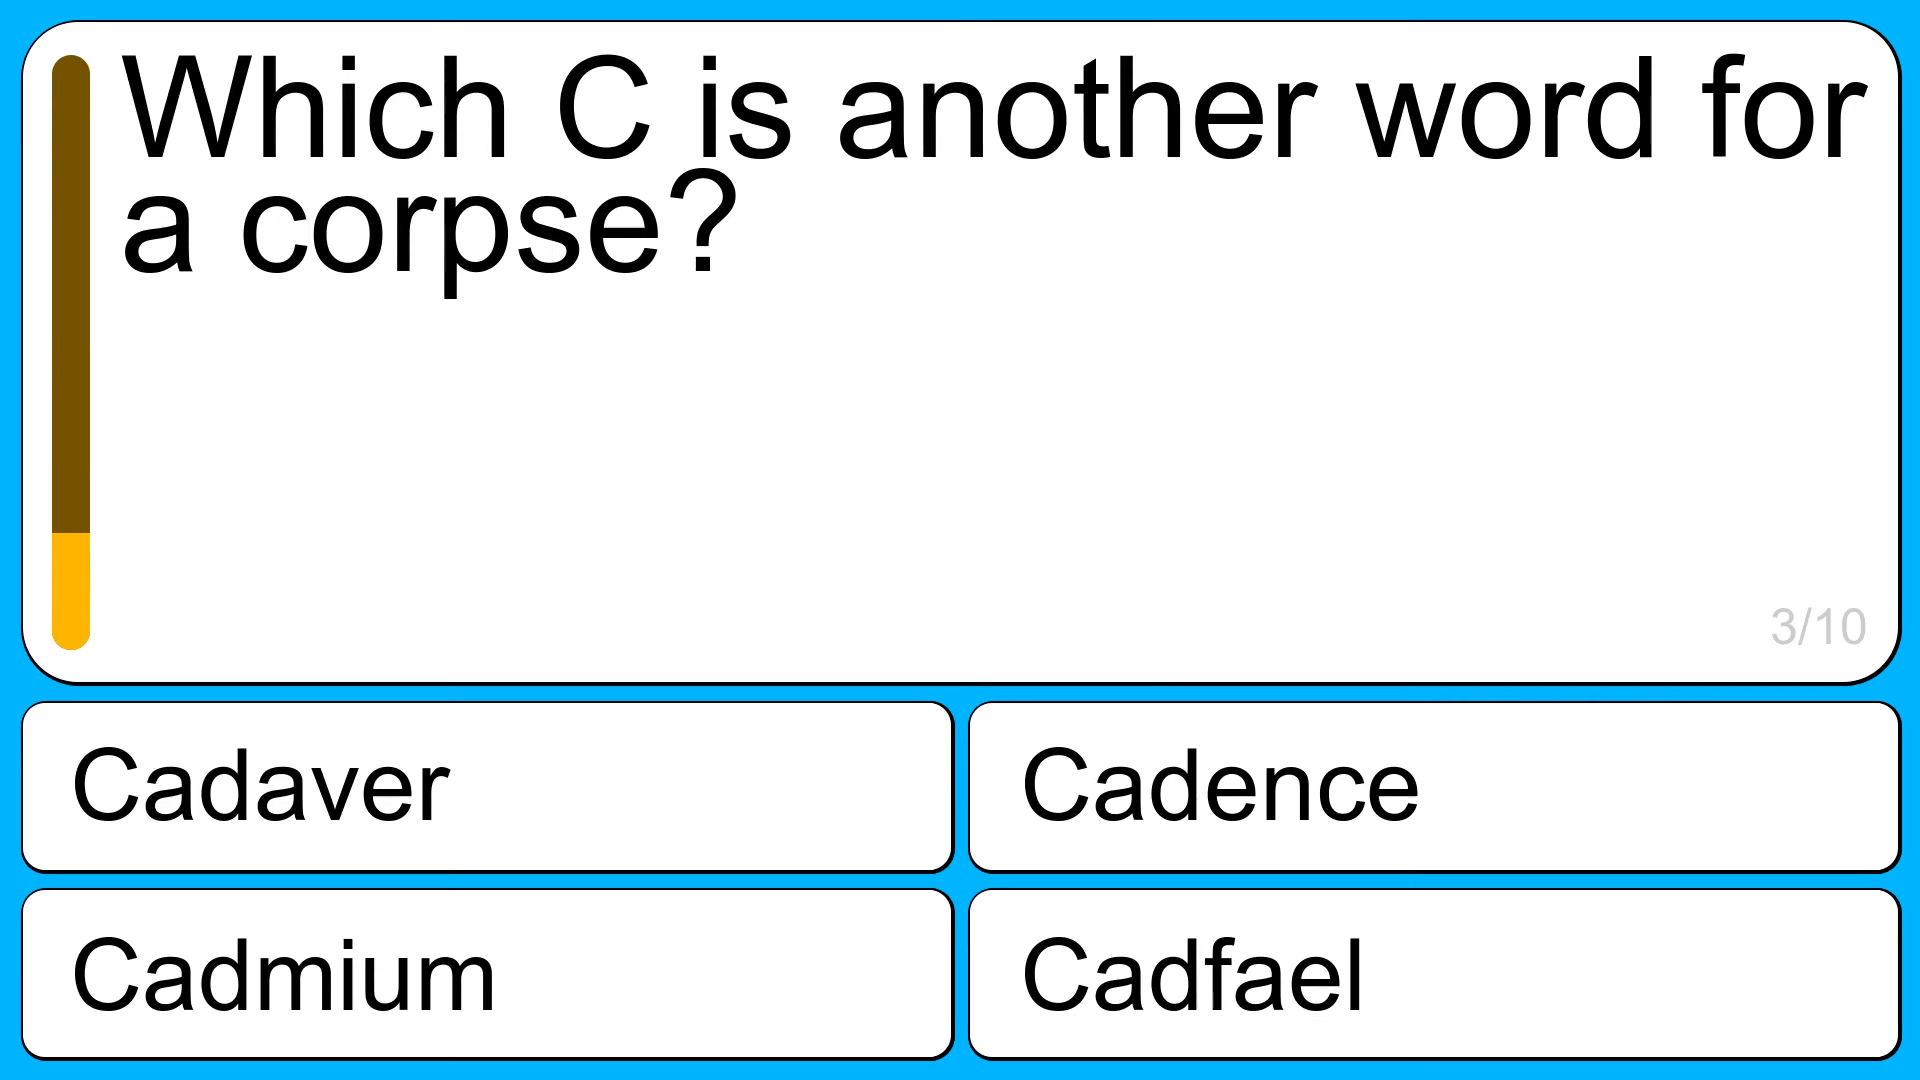 Which C is another word for
a corpse?
3/10
Cadaver
Cadence
Cadmium
Cadfael